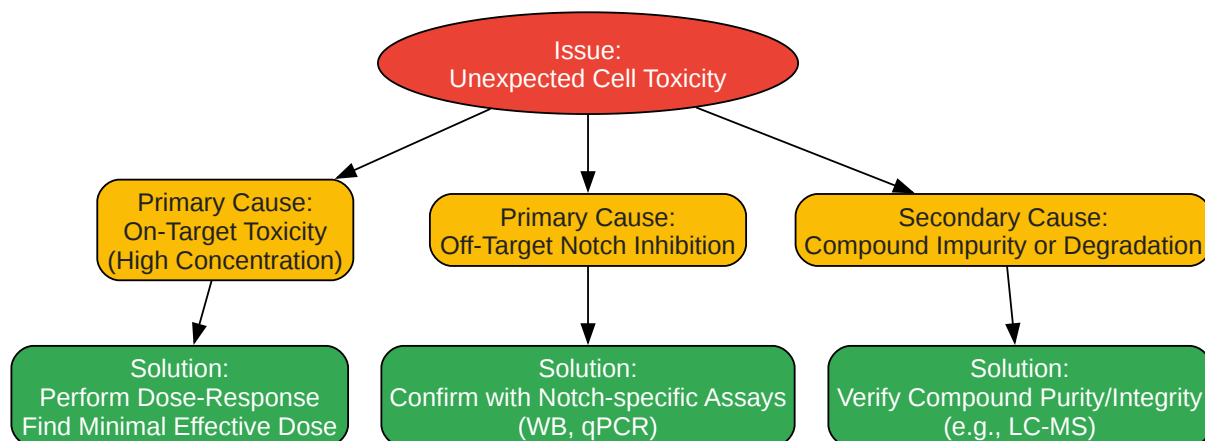 Issue:
Unexpected Cell Toxicity
Primary Cause:
On-Target Toxicity
(High Concentration)
Primary Cause:
Off-Target Notch Inhibition
Secondary Cause:
Compound Impurity or Degradation
Solution:
Perform Dose-Response
Find Minimal Effective Dose
Solution:
Confirm with Notch-specific Assays
(WB, qPCR)
Solution:
Verify Compound Purity/Integrity
(e.g., LC-MS)